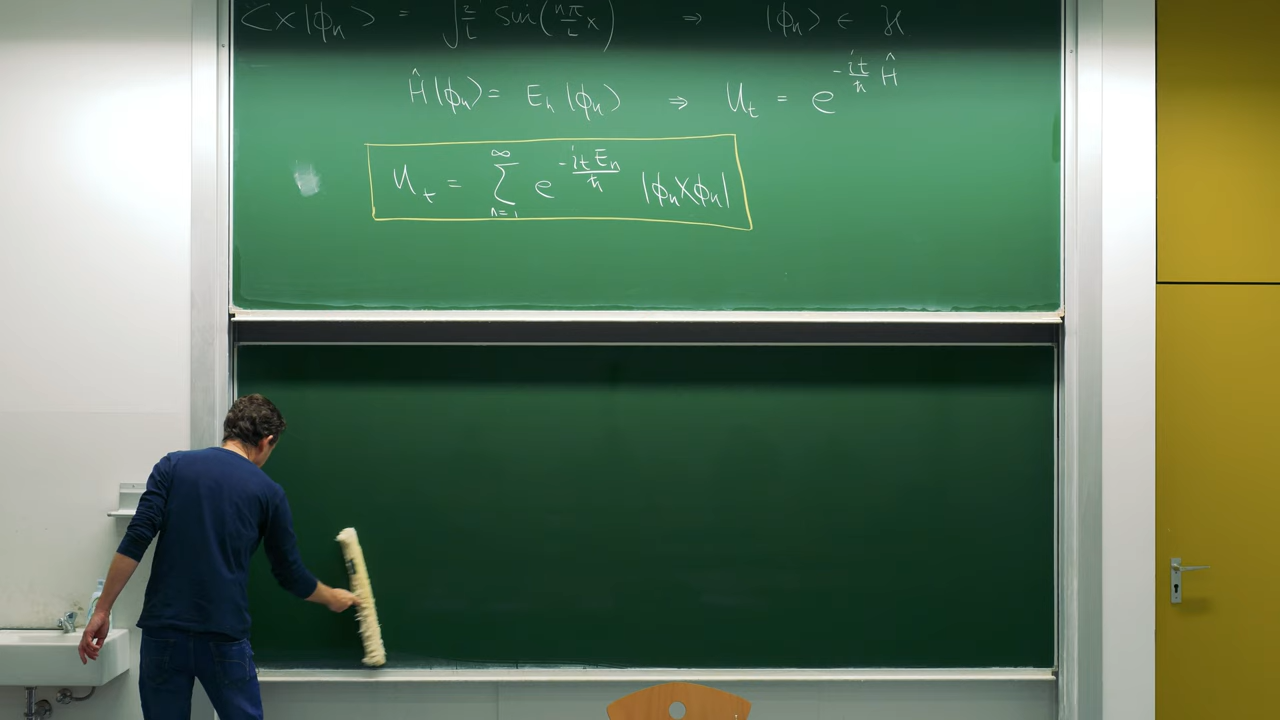 <x|ϕn> = √(2/L) sin(nπ/L x) ⇒ |ϕn> ∈ ℋ
Ĥ|ϕn> = En|ϕn> ⇒ Ut = e^(-it/ħ Ĥ)
Ut = ∑_{n=1}^{∞} e^(-itEn/ħ) |ϕn><ϕn|